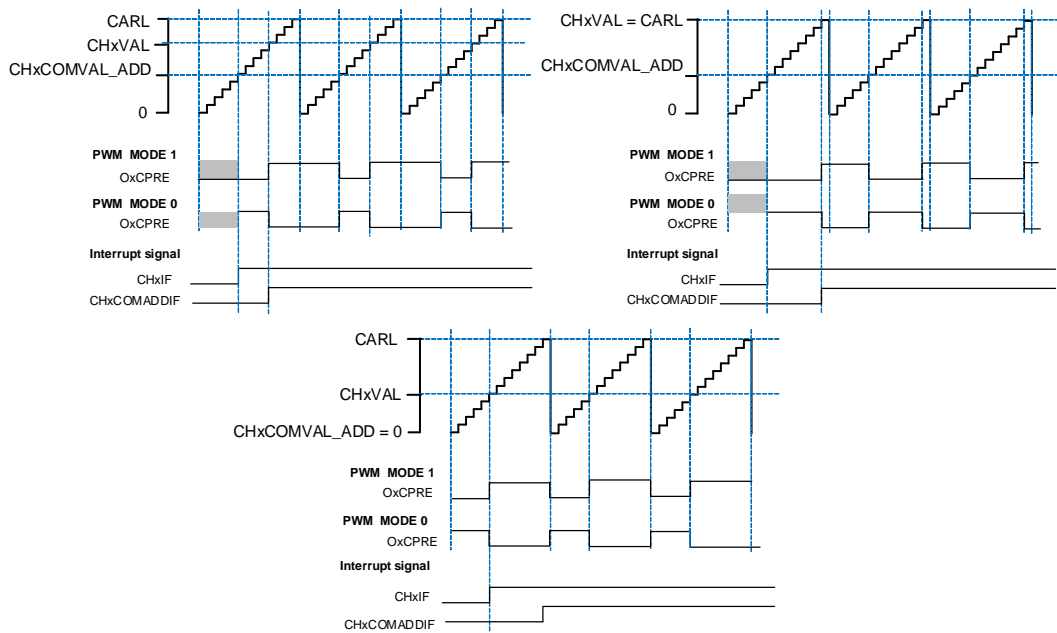 CARL
CHxVAL
CHxCOMVAL_ADD
0
PWM MODE 1
OxCPRE
PWM MODE 0
OxCPRE
Interrupt signal
CHxIF
CHxCOMADDIF
CHxVAL = CARL
CHxCOMVAL_ADD
0
PWM MODE 1
OxCPRE
PWM MODE 0
OxCPRE
Interrupt signal
CHxIF
CHxCOMADDIF
CARL
CHxVAL
CHxCOMVAL_ADD = 0
PWM MODE 1
OxCPRE
PWM MODE 0
OxCPRE
Interrupt signal
CHxIF
CHxCOMADDIF